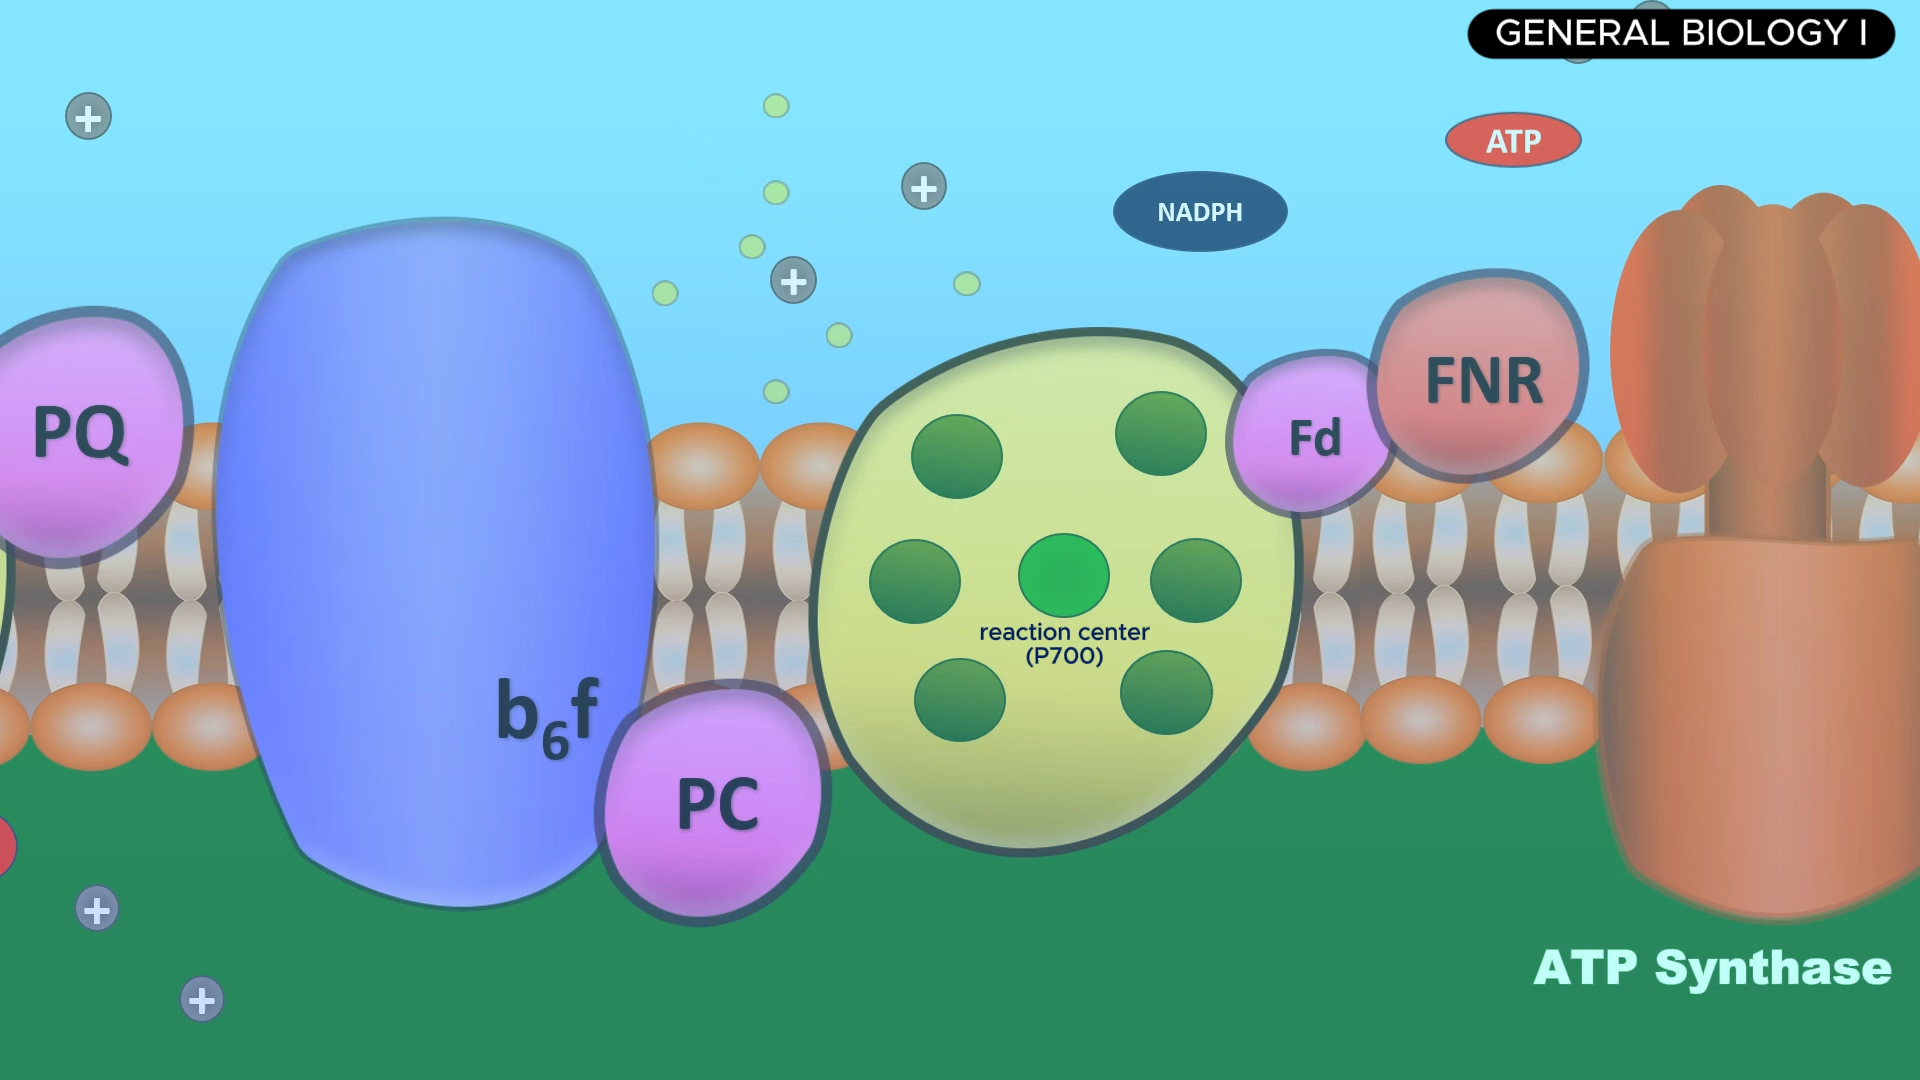 GENERAL BIOLOGY I
+
ATP
+
NADPH
+
FNR
PQ
Fd
reaction center
(P700)
b₆f
PC
+
ATP Synthase
+